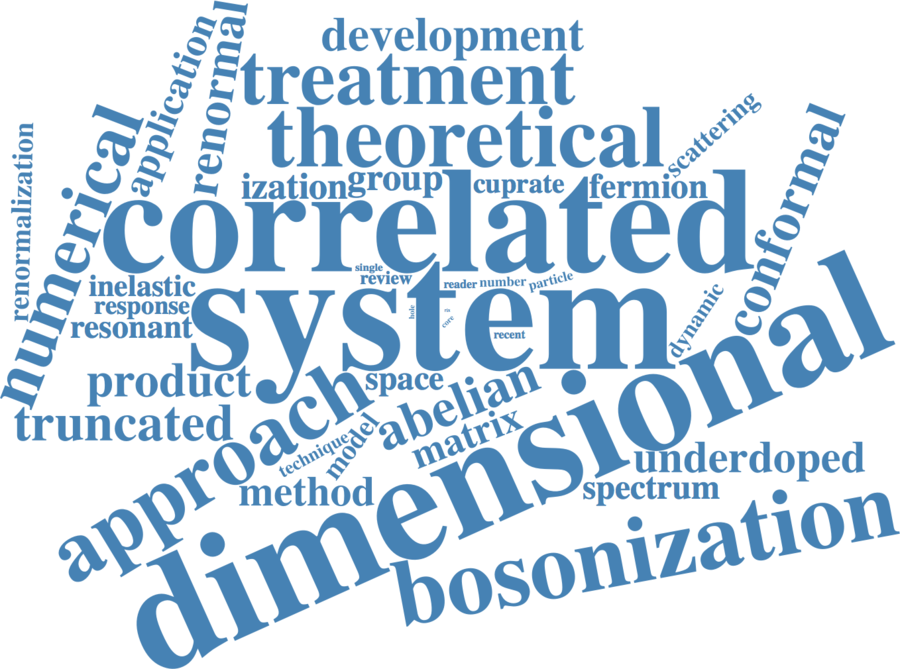 development
renormal
application
treatment
numerical
theoretical
scattering
renormalization
ization
group
cuprate
fermion
conformal
correlated
single
review
reader
number
particle
inelastic
response
resonant
system
hole
via
core
recent
dynamic
product
space
truncated
approach
abelian
model
technique
matrix
dimensional
method
underdoped
spectrum
bosonization